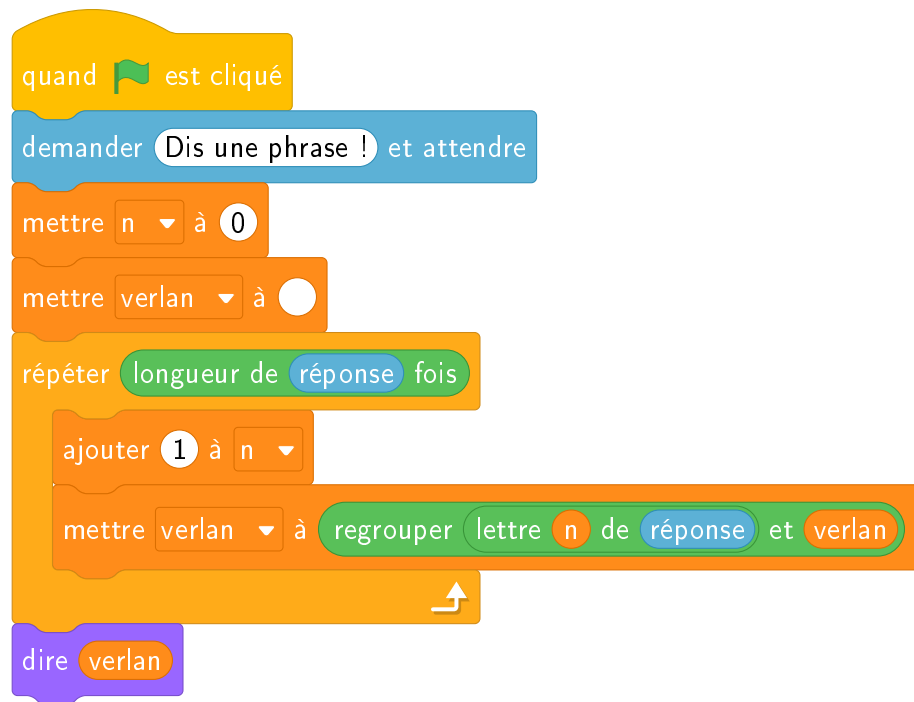 quand est cliqué
demander Dis une phrase ! et attendre
mettre n à 0
mettre verlan à
répéter longueur de réponse fois
ajouter 1 à n
mettre verlan à regrouper lettre n de réponse et verlan
dire verlan